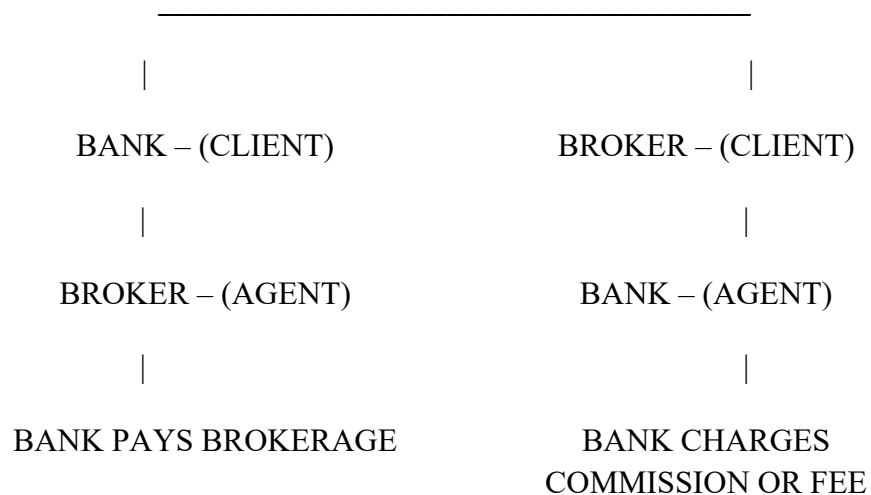 BANK – (CLIENT)
BROKER – (CLIENT)
BROKER – (AGENT)
BANK – (AGENT)
BANK PAYS BROKERAGE
BANK CHARGES
COMMISSION OR FEE